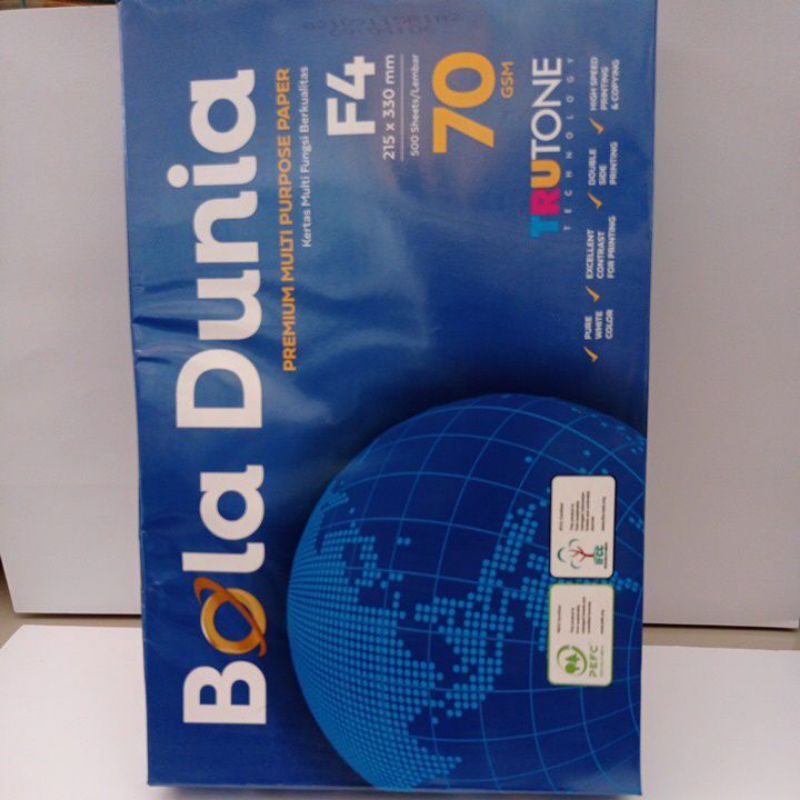 Bola Dunia
PREMIUM MULTI PURPOSE PAPER
Kertas Multi Fungsi Berkualitas
F4
215 x 330 mm
500 Sheets/Lembar
70
GSM
TRUTONE
TECHNOLOGY
PURE
WHITE
COLOR
EXCELLENT
CONTRAST
FOR PRINTING
DOUBLE
SIDE
PRINTING
HIGH SPEED
PRINTING
& COPYING
PEFC
IFCC